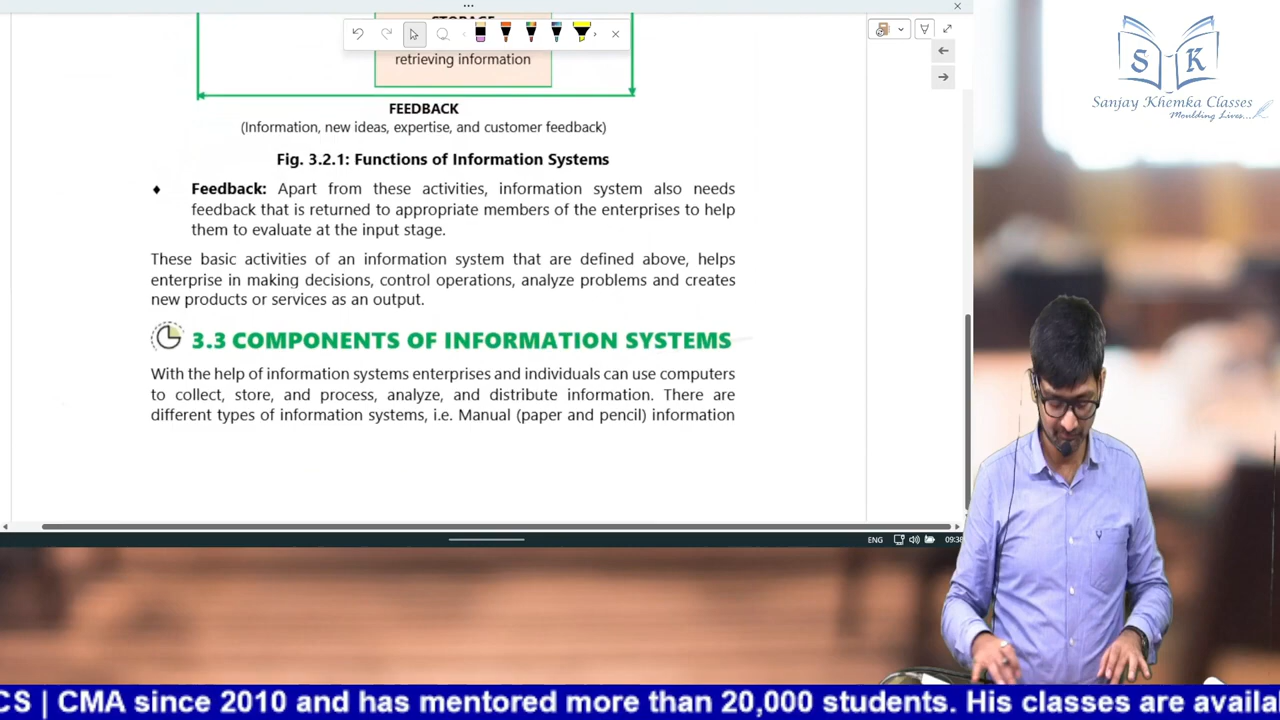 STORAGE
retrieving information
FEEDBACK
(Information, new ideas, expertise, and customer feedback)
Fig. 3.2.1: Functions of Information Systems
♦ Feedback: Apart from these activities, information system also needs
feedback that is returned to appropriate members of the enterprises to help
them to evaluate at the input stage.
These basic activities of an information system that are defined above, helps
enterprise in making decisions, control operations, analyze problems and creates
new products or services as an output.
3.3 COMPONENTS OF INFORMATION SYSTEMS
With the help of information systems enterprises and individuals can use computers
to collect, store, and process, analyze, and distribute information. There are
different types of information systems, i.e. Manual (paper and pencil) information
ENG 09:38
S K
Sanjay Khemka Classes
Moulding Lives...
CS | CMA since 2010 and has mentored more than 20,000 students. His classes are availa